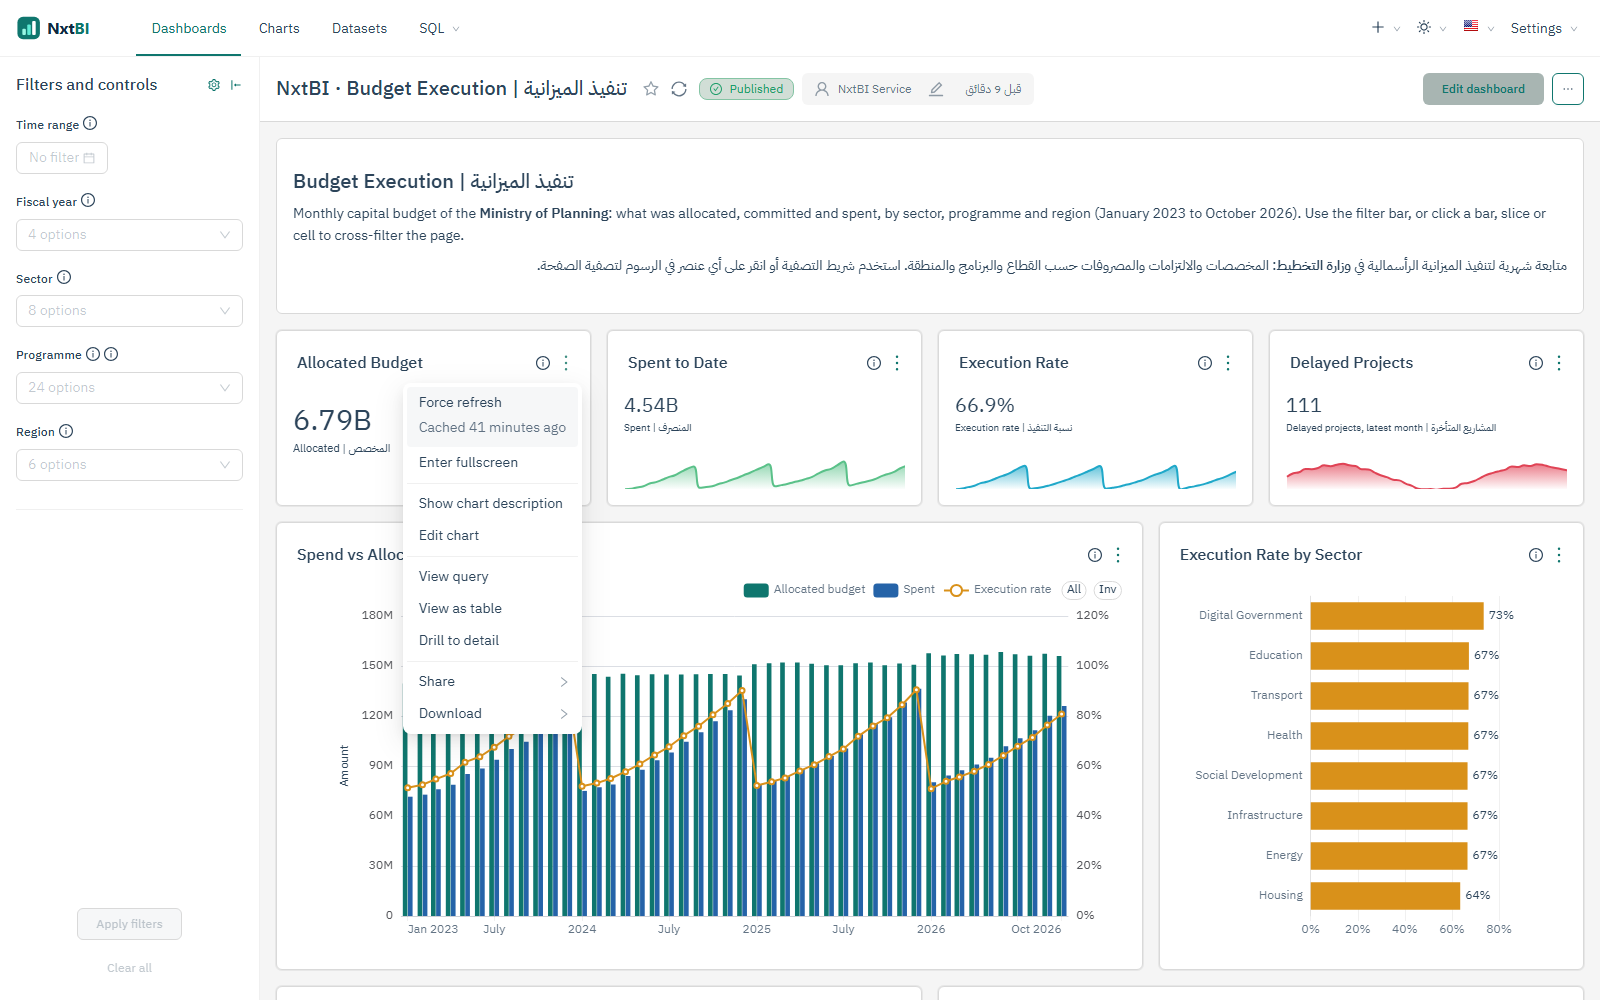 NxtBI
Dashboards
Charts
Datasets
SQL
Settings
Filters and controls
Time range
No filter
Fiscal year
4 options
Sector
8 options
Programme
24 options
Region
6 options
Apply filters
Clear all
NxtBI · Budget Execution | تنفيذ الميزانية
Published
NxtBI Service
قبل 9 دقائق
Edit dashboard
Budget Execution | تنفيذ الميزانية
Monthly capital budget of the Ministry of Planning: what was allocated, committed and spent, by sector, programme and region (January 2023 to October 2026). Use the filter bar, or click a bar, slice or
cell to cross-filter the page.
متابعة شهرية لتنفيذ الميزانية الرأسمالية في وزارة التخطيط: المخصصات والالتزامات والمصروفات حسب القطاع والبرنامج والمنطقة. استخدم شريط التصفية أو انقر على أي عنصر في الرسوم لتصفية الصفحة.
Allocated Budget
6.79B
Allocated | المخصص
Force refresh
Cached 41 minutes ago
Enter fullscreen
Show chart description
Edit chart
View query
View as table
Drill to detail
Share
Download
Spent to Date
4.54B
Spent | المنصرف
Execution Rate
66.9%
Execution rate | نسبة التنفيذ
Delayed Projects
111
Delayed projects, latest month | المشاريع المتأخرة
Spend vs Alloc
Allocated budget
Spent
Execution rate
All
Inv
180M
150M
120M
90M
60M
30M
0
Amount
120%
100%
80%
60%
40%
20%
0%
Jan 2023
July
2024
July
2025
July
2026
Oct 2026
Execution Rate by Sector
Digital Government 73%
Education 67%
Transport 67%
Health 67%
Social Development 67%
Infrastructure 67%
Energy 67%
Housing 64%
0% 20% 40% 60% 80%